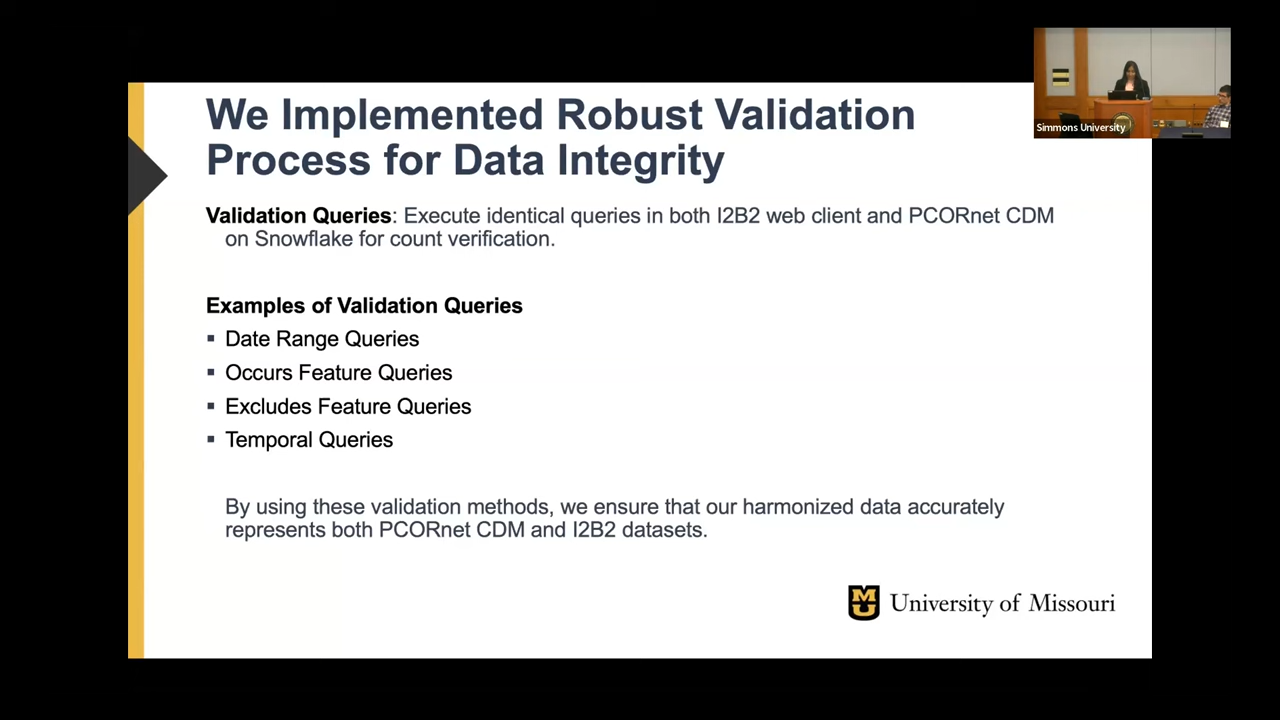 We Implemented Robust Validation
Process for Data Integrity
Simmons University
Validation Queries: Execute identical queries in both I2B2 web client and PCORnet CDM
on Snowflake for count verification.
Examples of Validation Queries
▪ Date Range Queries
▪ Occurs Feature Queries
▪ Excludes Feature Queries
▪ Temporal Queries
By using these validation methods, we ensure that our harmonized data accurately
represents both PCORnet CDM and I2B2 datasets.
MU University of Missouri